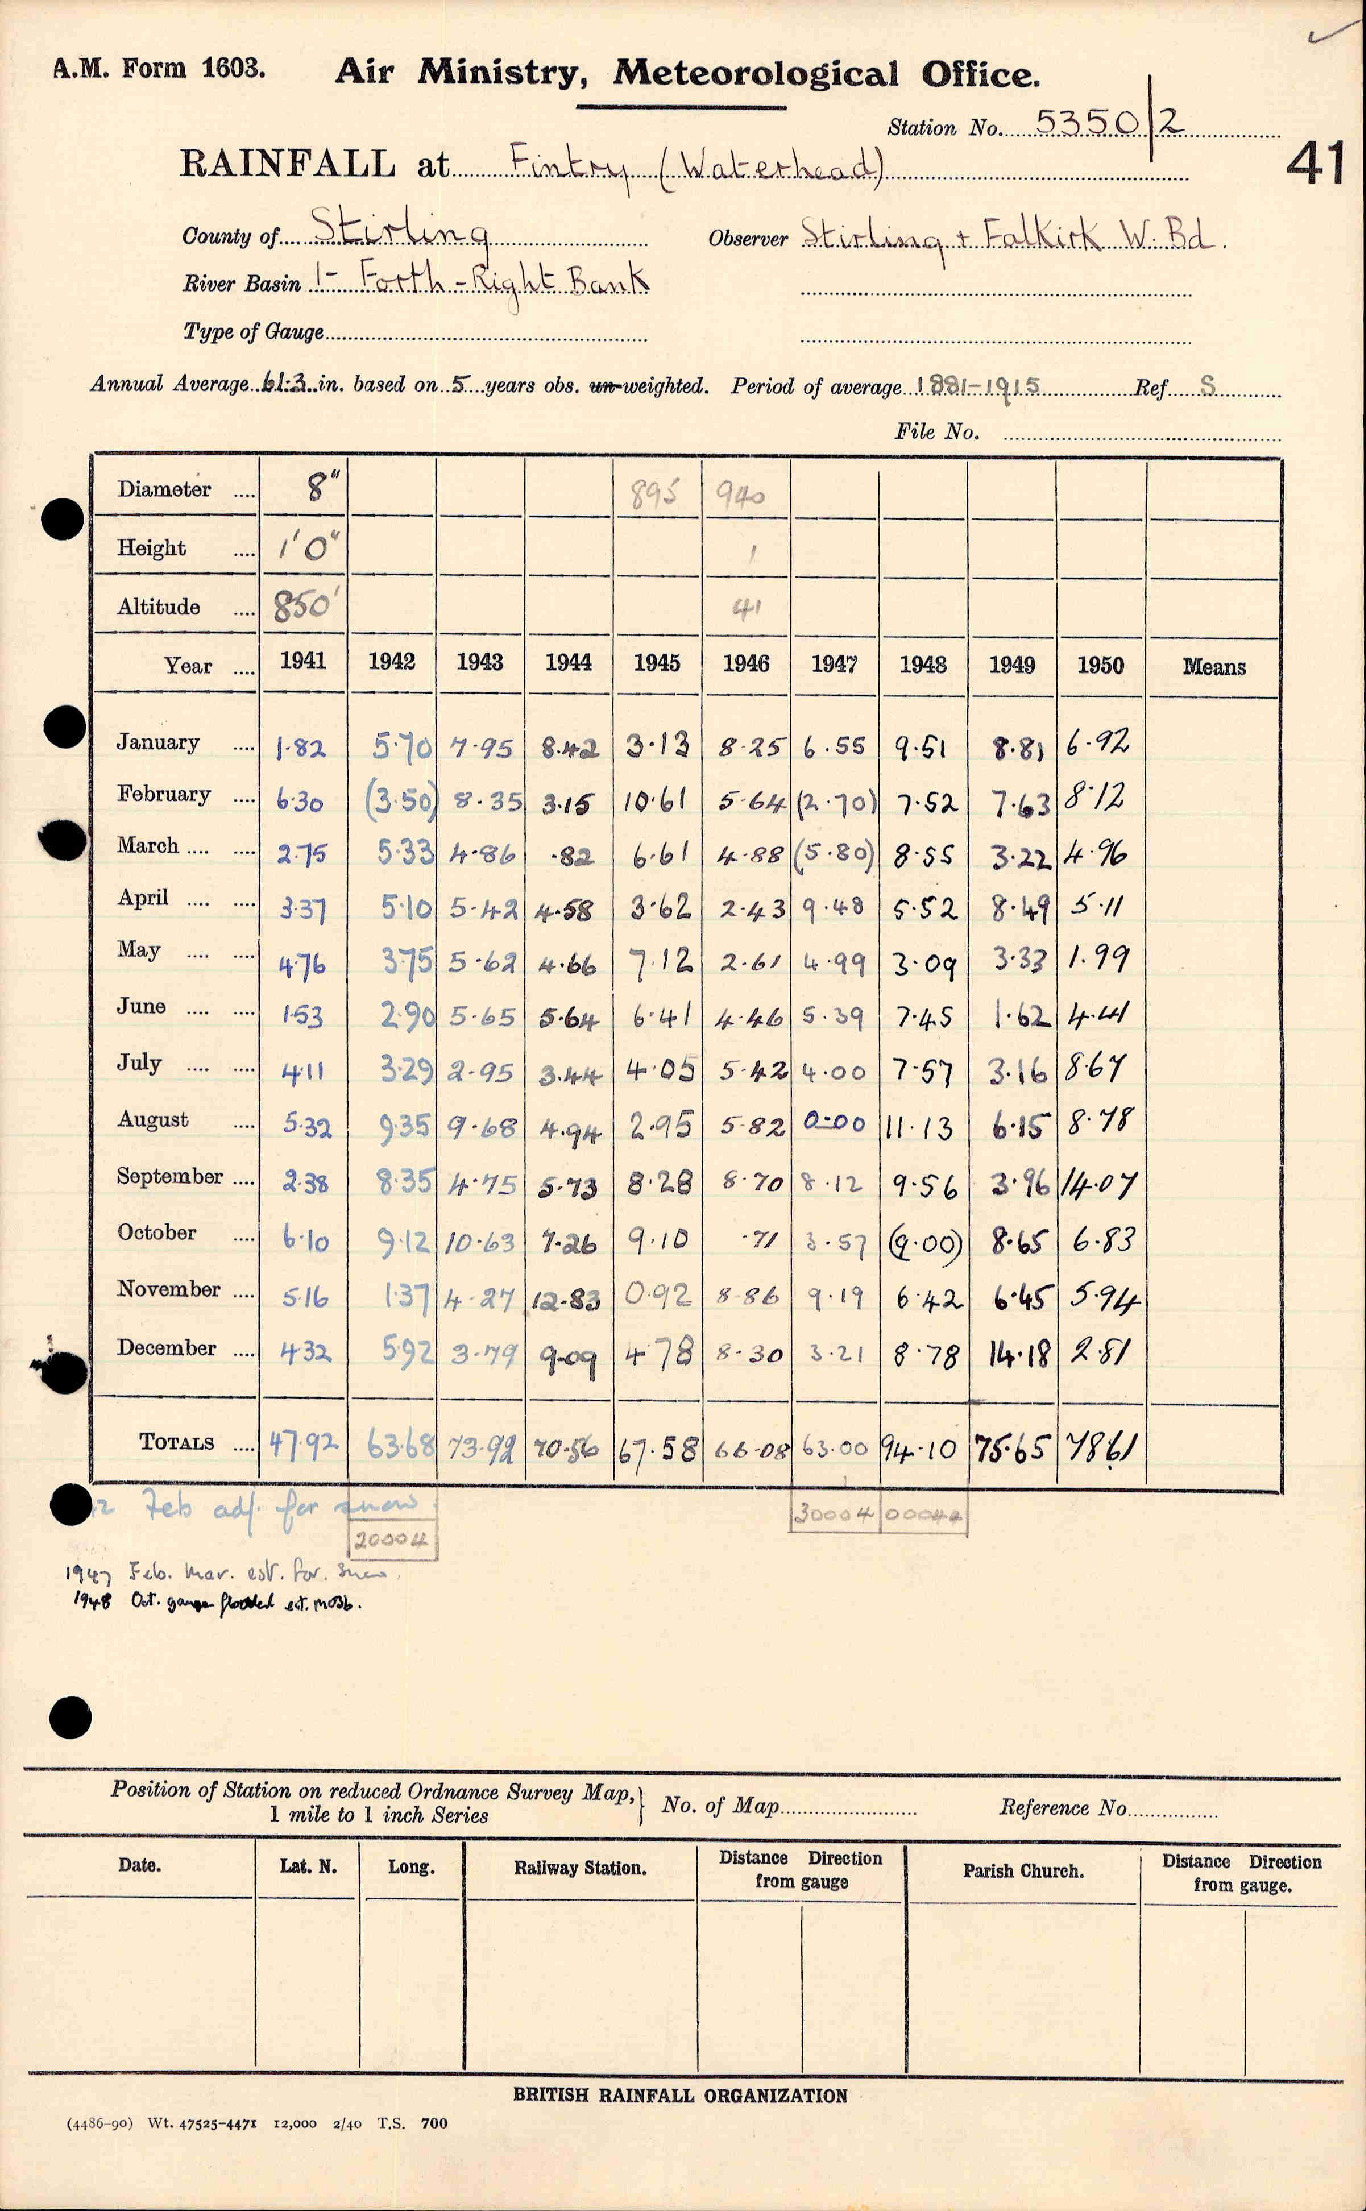 A.M. Form 1603. Air Ministry, Meteorological Office.
Station No. 5350/2
41
RAINFALL at Fintry (Waterhead)
County of Stirling Observer Stirling + Falkirk W. Bd.
River Basin 1- Forth - Right Bank
Type of Gauge
Annual Average 61.3 in. based on 5 years obs. un-weighted. Period of average 1881-1915 Ref. S
File No.
Diameter .... 8" 895 940
Height .... 1'0" 1
Altitude .... 850' 41
Year .... 1941 1942 1943 1944 1945 1946 1947 1948 1949 1950 Means
January .... 1.82 5.70 7.95 8.42 3.13 8.25 6.55 9.51 8.81 6.92
February .... 6.30 (3.50) 8.35 3.15 10.61 5.64 (2.70) 7.52 7.63 8.12
March .... .... 2.75 5.33 4.86 .82 6.61 4.88 (5.80) 8.55 3.22 4.96
April .... .... 3.37 5.10 5.42 4.58 3.62 2.43 9.48 5.52 8.49 5.11
May .... .... 4.76 3.75 5.62 4.66 7.12 2.61 4.99 3.09 3.33 1.99
June .... .... 1.53 2.90 5.65 5.64 6.41 4.46 5.39 7.45 1.62 4.41
July .... .... 4.11 3.29 2.95 3.44 4.05 5.42 4.00 7.57 3.16 8.67
August .... 5.32 9.35 9.68 4.94 2.95 5.82 0.00 11.13 6.15 8.78
September .... 2.38 8.35 4.75 5.73 8.28 8.70 8.12 9.56 3.96 14.07
October .... 6.10 9.12 10.63 7.26 9.10 .71 3.57 (9.00) 8.65 6.83
November .... 5.16 1.37 4.27 12.83 0.92 8.86 9.19 6.42 6.45 5.94
December .... 4.32 5.92 3.79 9.09 4.78 8.30 3.21 8.78 14.18 2.81
TOTALS .... 47.92 63.68 73.92 70.56 67.58 66.08 63.00 94.10 75.65 78.61
Feb adj. for snow.
30004 00044
20004
1947 Feb. Mar. est. for. snow.
1948 Oct. gauge flooded est. MO3b.
Position of Station on reduced Ordnance Survey Map, 1 mile to 1 inch Series } No. of Map Reference No.
Date. Lat. N. Long. Railway Station. Distance Direction from gauge Parish Church. Distance Direction from gauge.
BRITISH RAINFALL ORGANIZATION
(4486-90) Wt. 47525-4471 12,000 2/40 T.S. 700